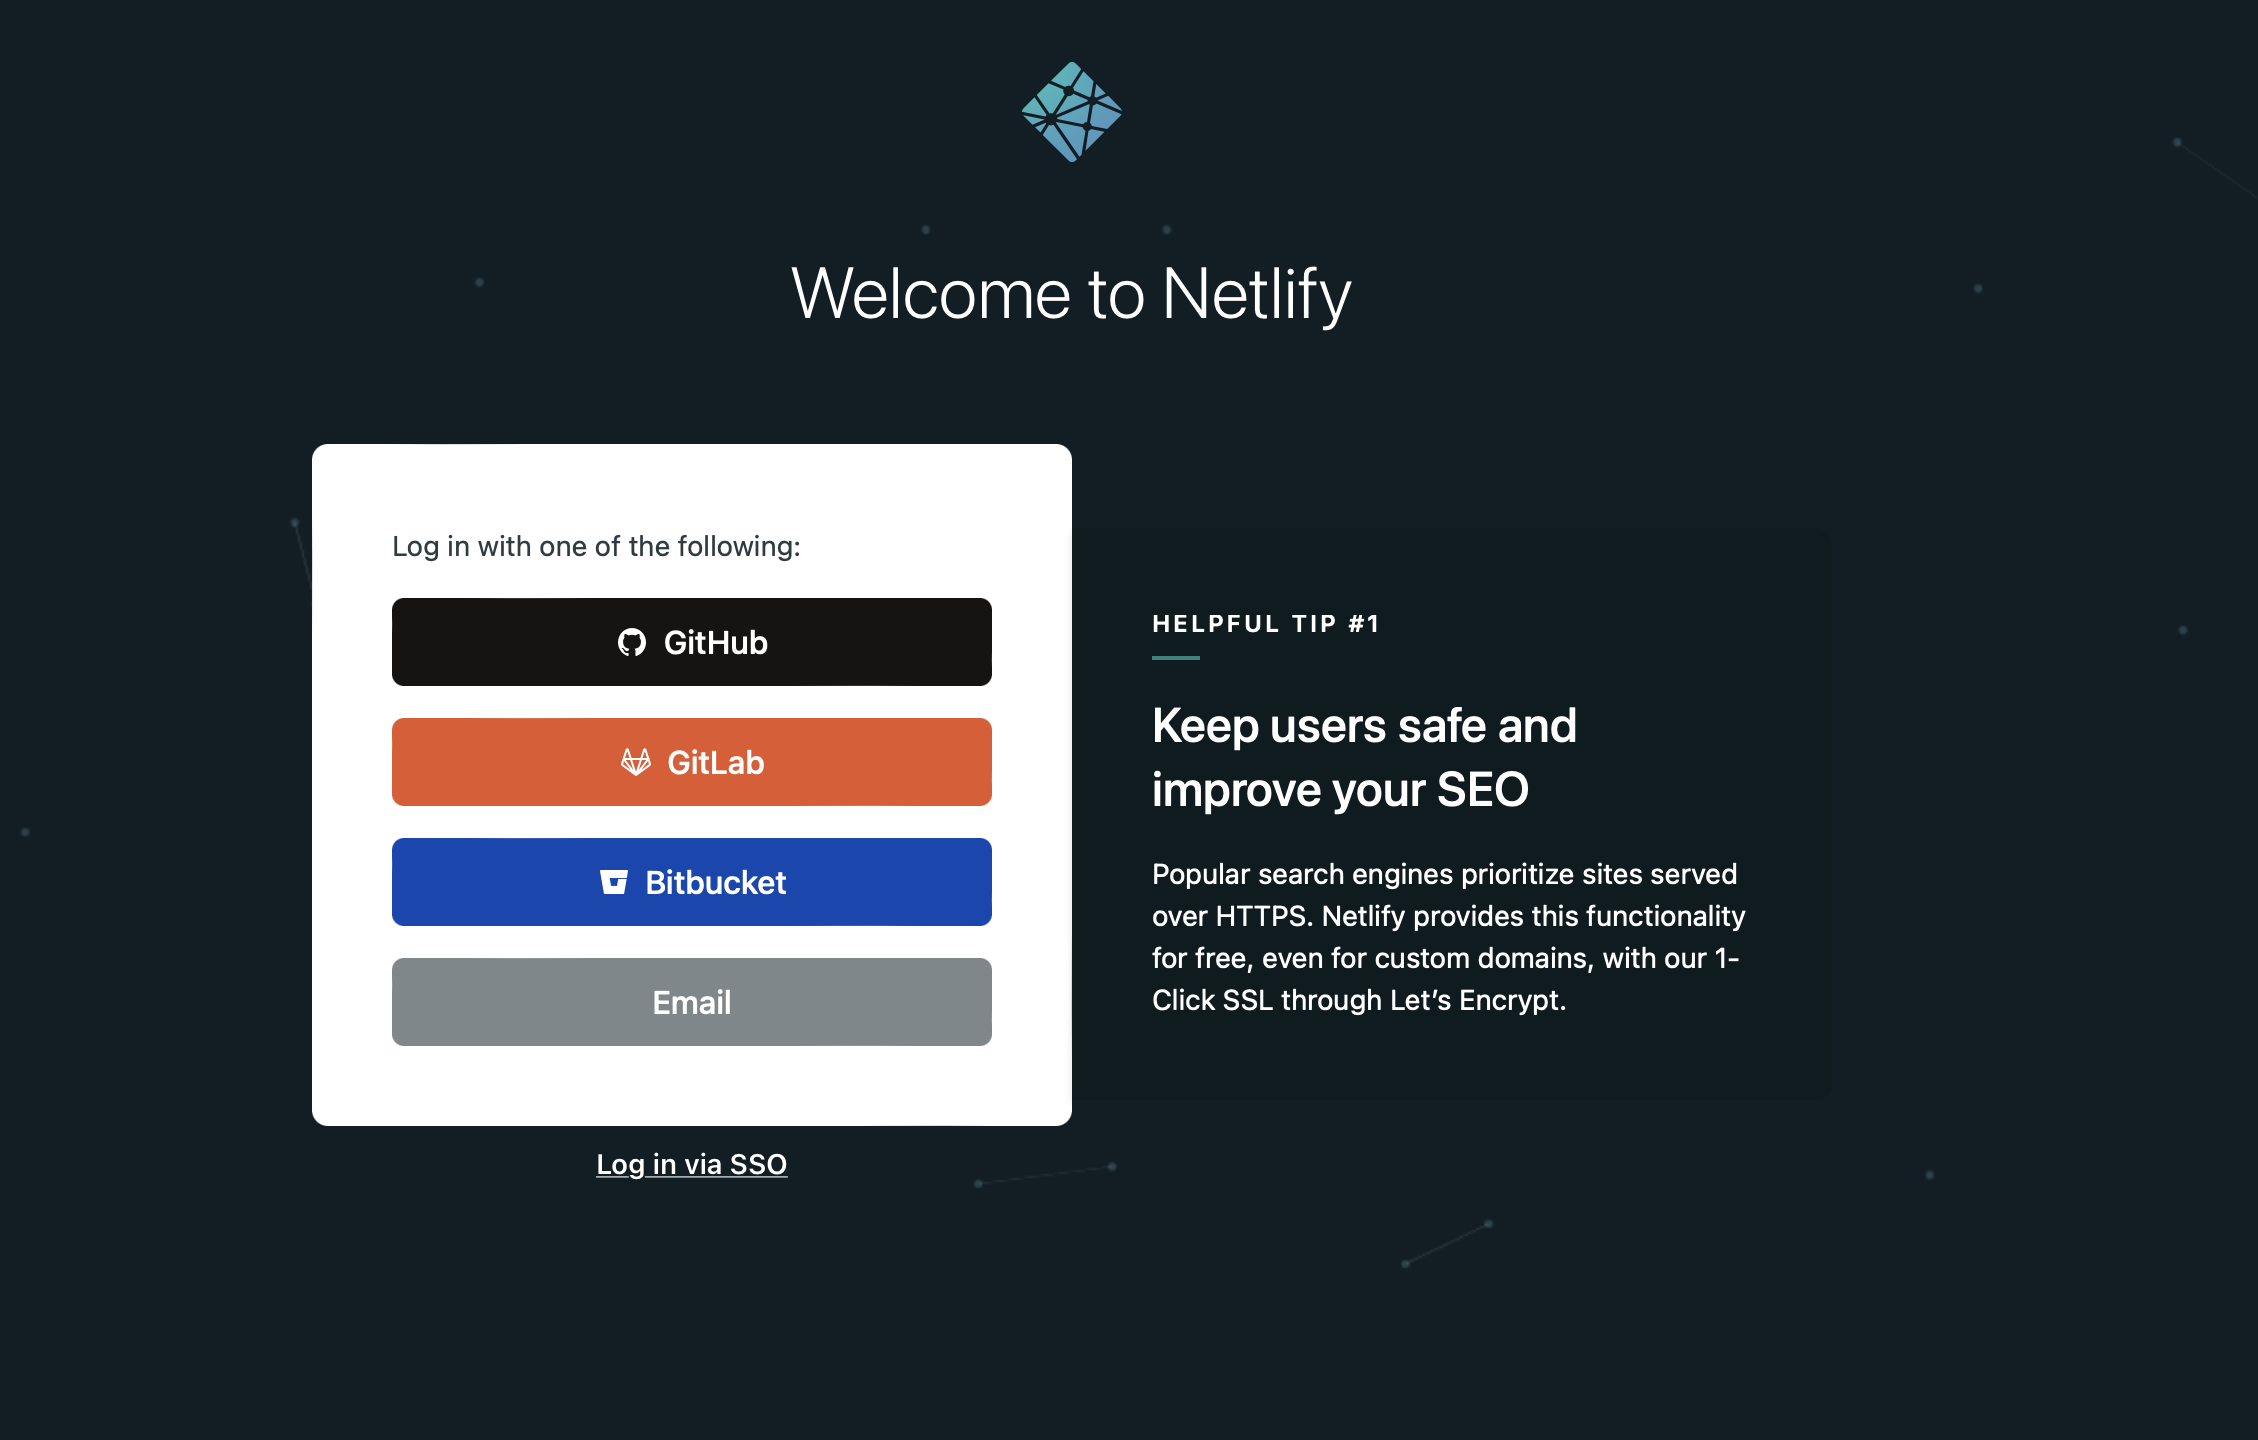 Welcome to Netlify
Log in with one of the following:
GitHub
GitLab
Bitbucket
Email
Log in via SSO
HELPFUL TIP #1
Keep users safe and
improve your SEO
Popular search engines prioritize sites served
over HTTPS. Netlify provides this functionality
for free, even for custom domains, with our 1-
Click SSL through Let’s Encrypt.